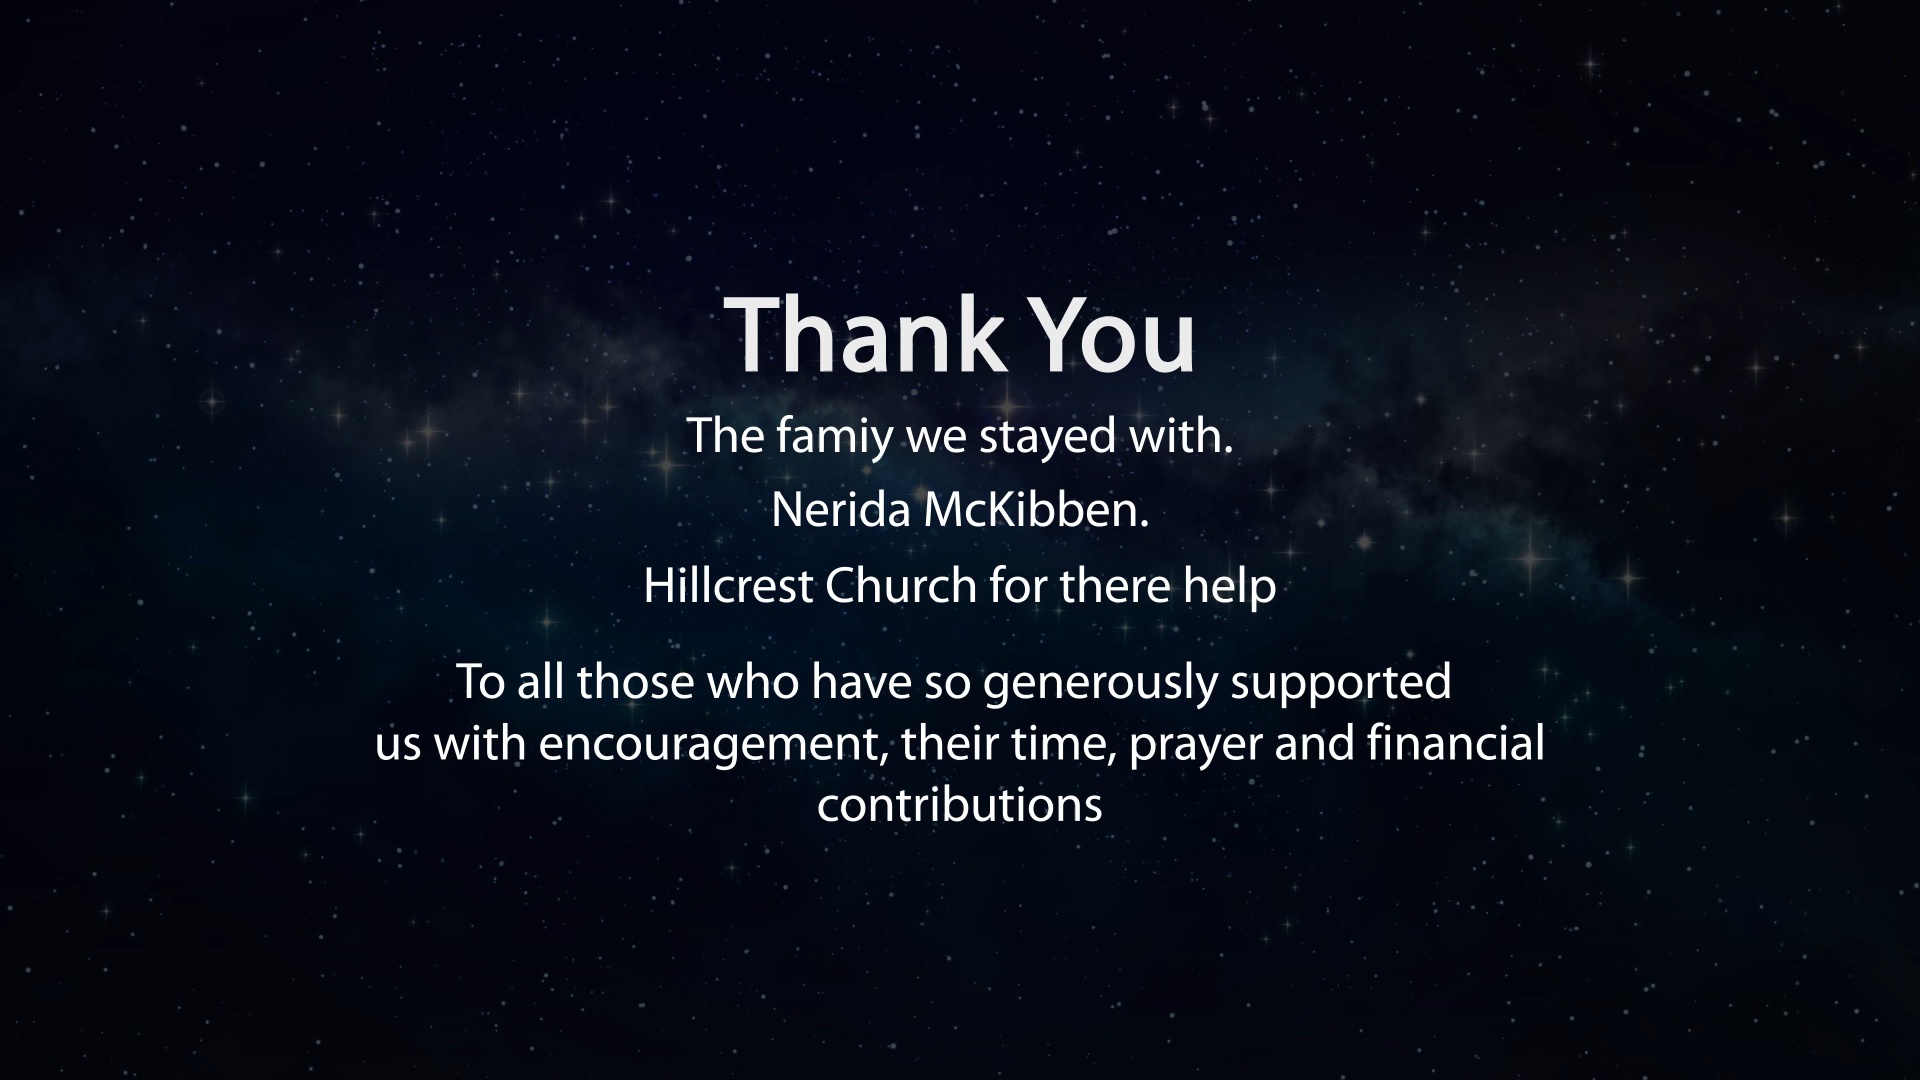 Thank You
The famiy we stayed with.
Nerida McKibben.
Hillcrest Church for there help
To all those who have so generously supported
us with encouragement, their time, prayer and financial
contributions